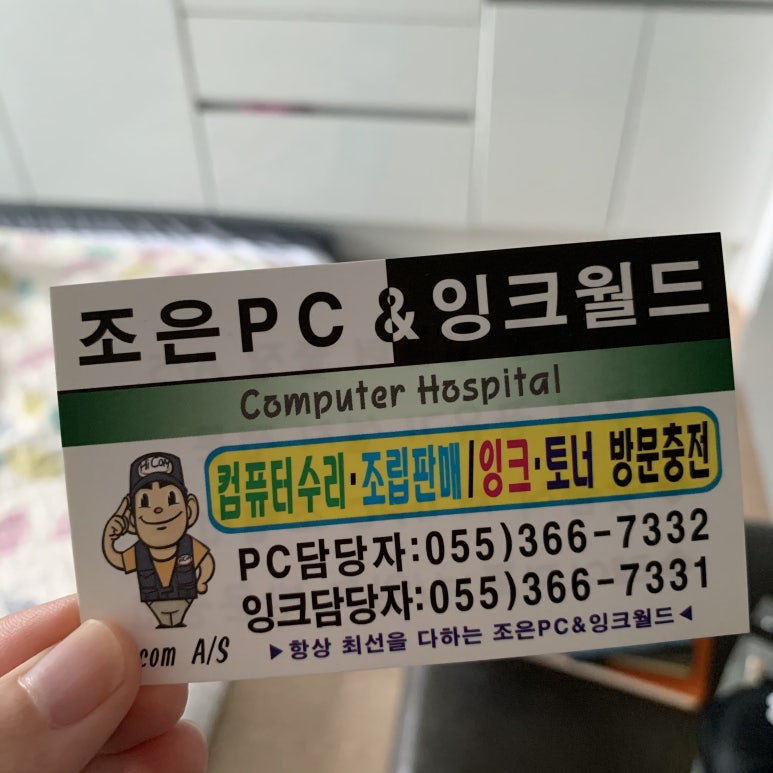 조은PC &잉크월드
Computer Hospital
컴퓨터수리·조립판매/잉크·토너 방문충전
PC담당자:055)366-7332
잉크담당자:055)366-7331
.com A/S
▶항상 최선을 다하는 조은PC&잉크월드◀